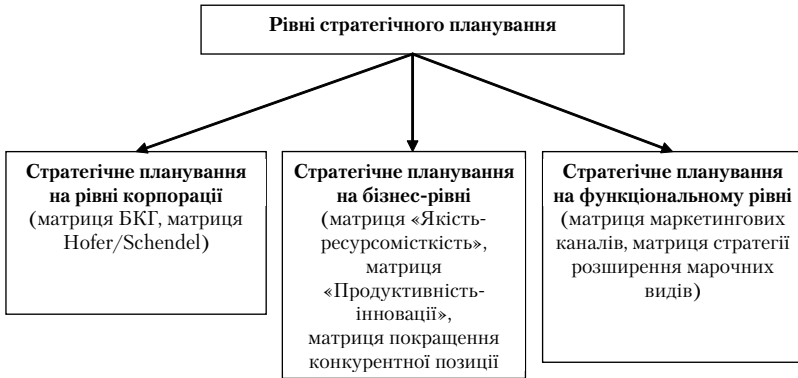 Рівні стратегічного планування
Стратегічне планування
на рівні корпорації
(матриця БКГ, матриця
Hofer/Schendel)
Стратегічне планування
на бізнес-рівні
(матриця «Якість-
ресурсомісткість»,
матриця
«Продуктивність-
інновації»,
матриця покращення
конкурентної позиції
Стратегічне планування
на функціональному рівні
(матриця маркетингових
каналів, матриця стратегії
розширення марочних
видів)